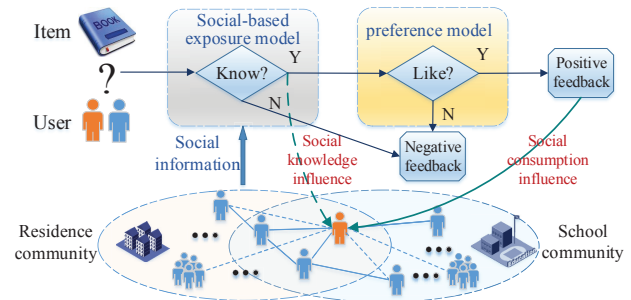 Item
BOOK
?
User
Social-based
exposure model
Know?
Y
N
preference model
Like?
Y
N
Positive
feedback
Negative
feedback
Social
information
Social
knowledge
influence
Social
consumption
influence
Residence
community
School
community